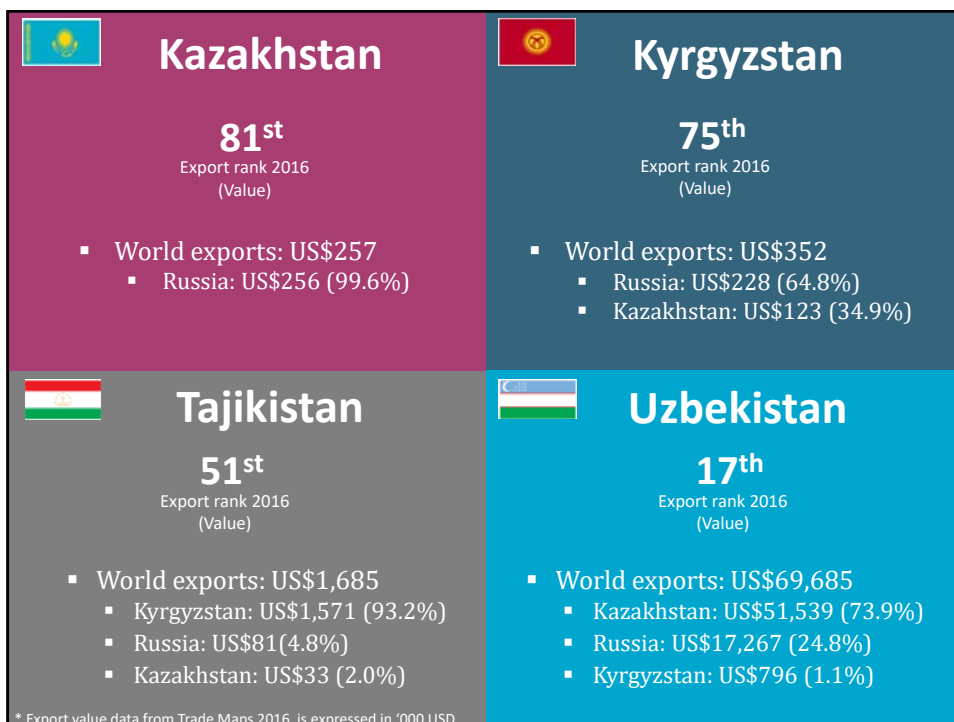 Kazakhstan
81st
Export rank 2016
(Value)
▪ World exports: US$257
▪ Russia: US$256 (99.6%)
Kyrgyzstan
75th
Export rank 2016
(Value)
▪ World exports: US$352
▪ Russia: US$228 (64.8%)
▪ Kazakhstan: US$123 (34.9%)
Tajikistan
51st
Export rank 2016
(Value)
▪ World exports: US$1,685
▪ Kyrgyzstan: US$1,571 (93.2%)
▪ Russia: US$81(4.8%)
▪ Kazakhstan: US$33 (2.0%)
Uzbekistan
17th
Export rank 2016
(Value)
▪ World exports: US$69,685
▪ Kazakhstan: US$51,539 (73.9%)
▪ Russia: US$17,267 (24.8%)
▪ Kyrgyzstan: US$796 (1.1%)
* Export value data from Trade Maps 2016, is expressed in ‘000 USD